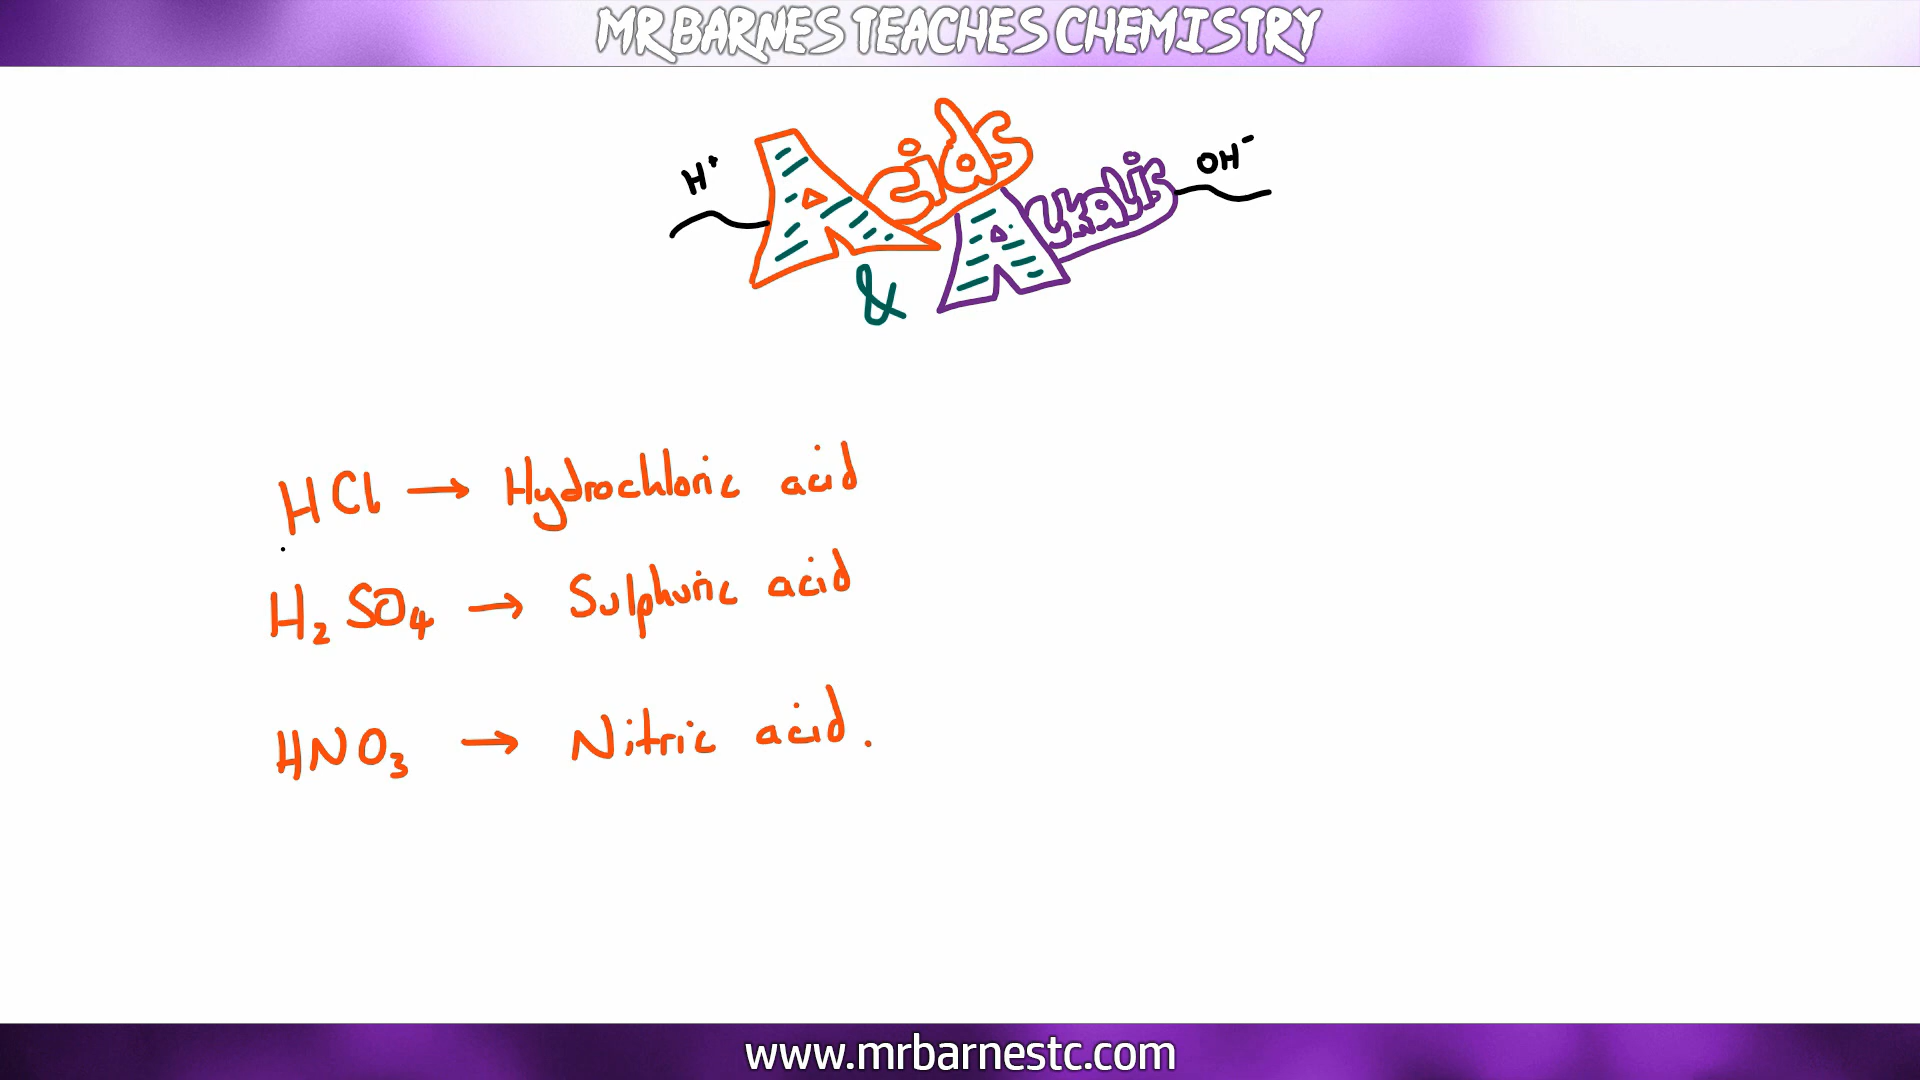 MR BARNES TEACHES CHEMISTRY
H⁺ Acids & Alkalis OH⁻
HCl → Hydrochloric acid
H₂SO₄ → Sulphuric acid
HNO₃ → Nitric acid.
www.mrbarnestc.com